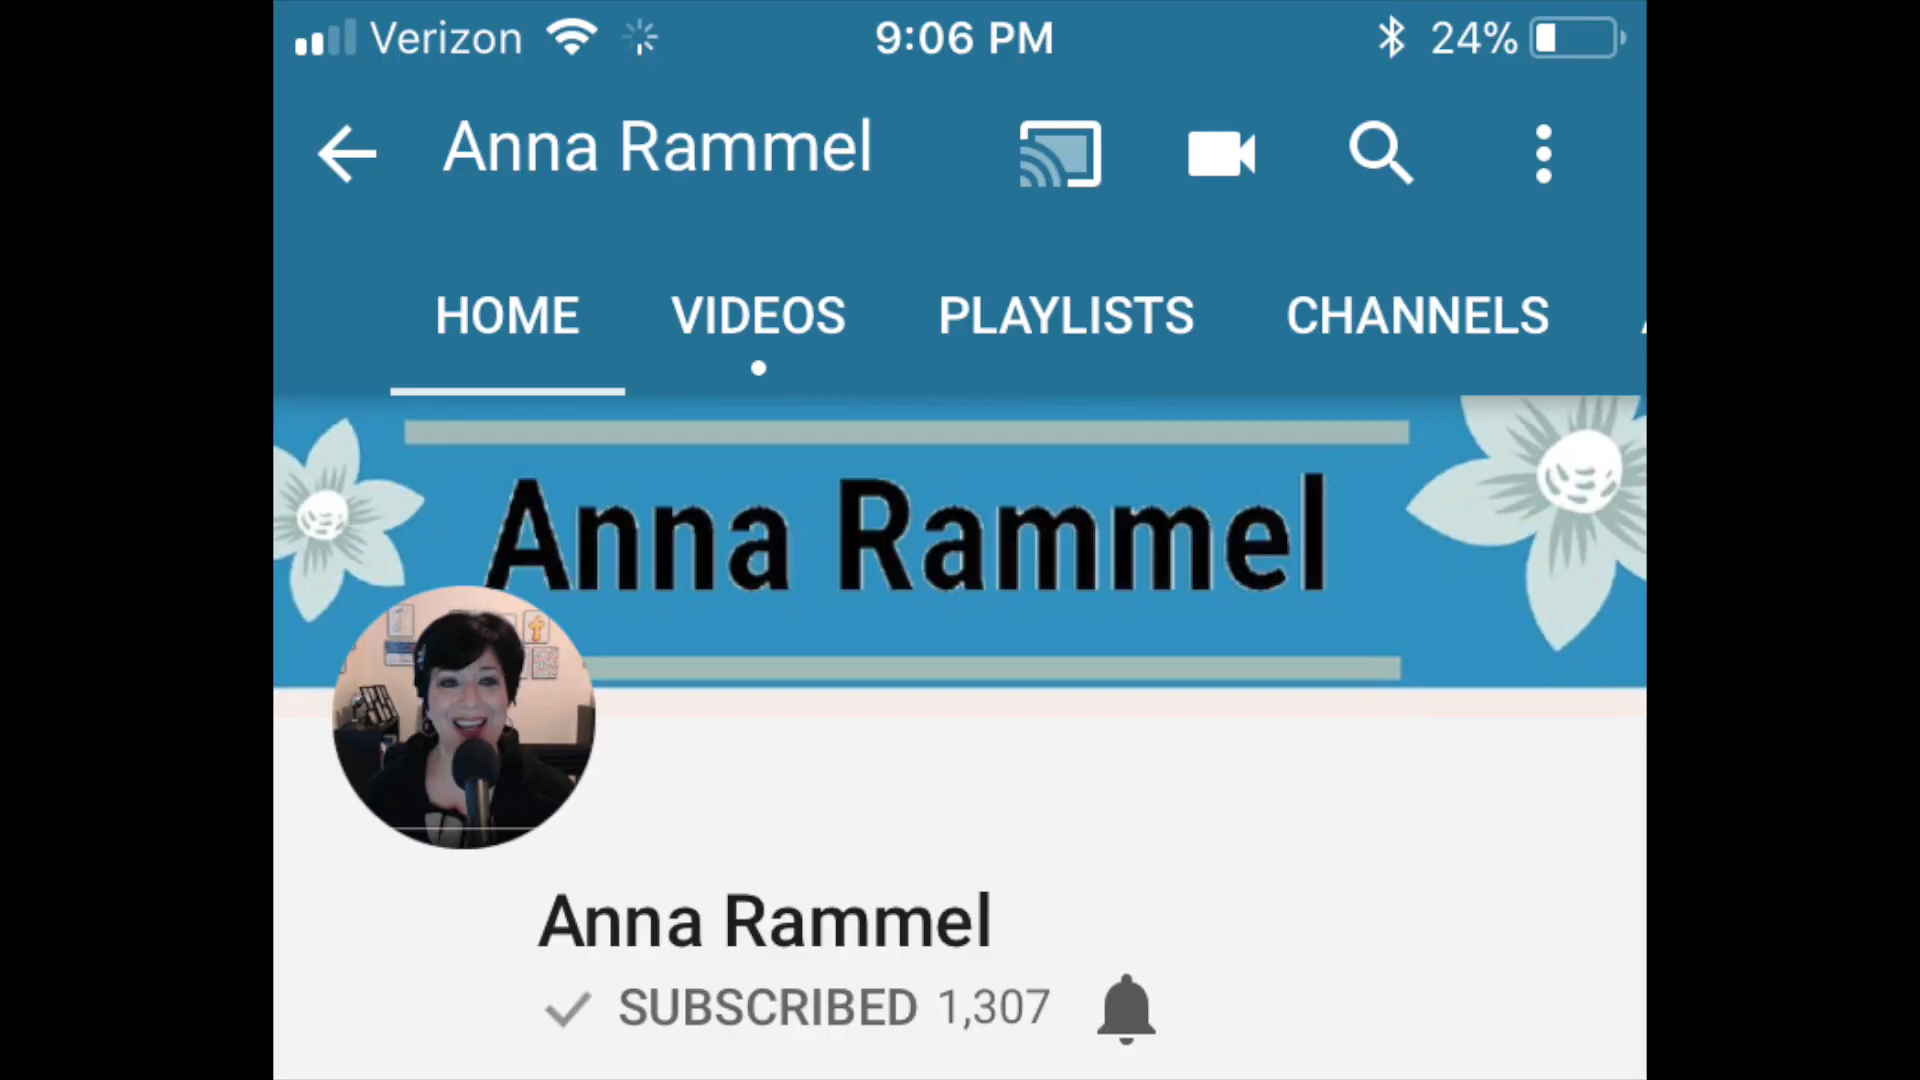 Verizon 9:06 PM 24%
Anna Rammel
HOME VIDEOS PLAYLISTS CHANNELS
Anna Rammel
Anna Rammel
SUBSCRIBED 1,307